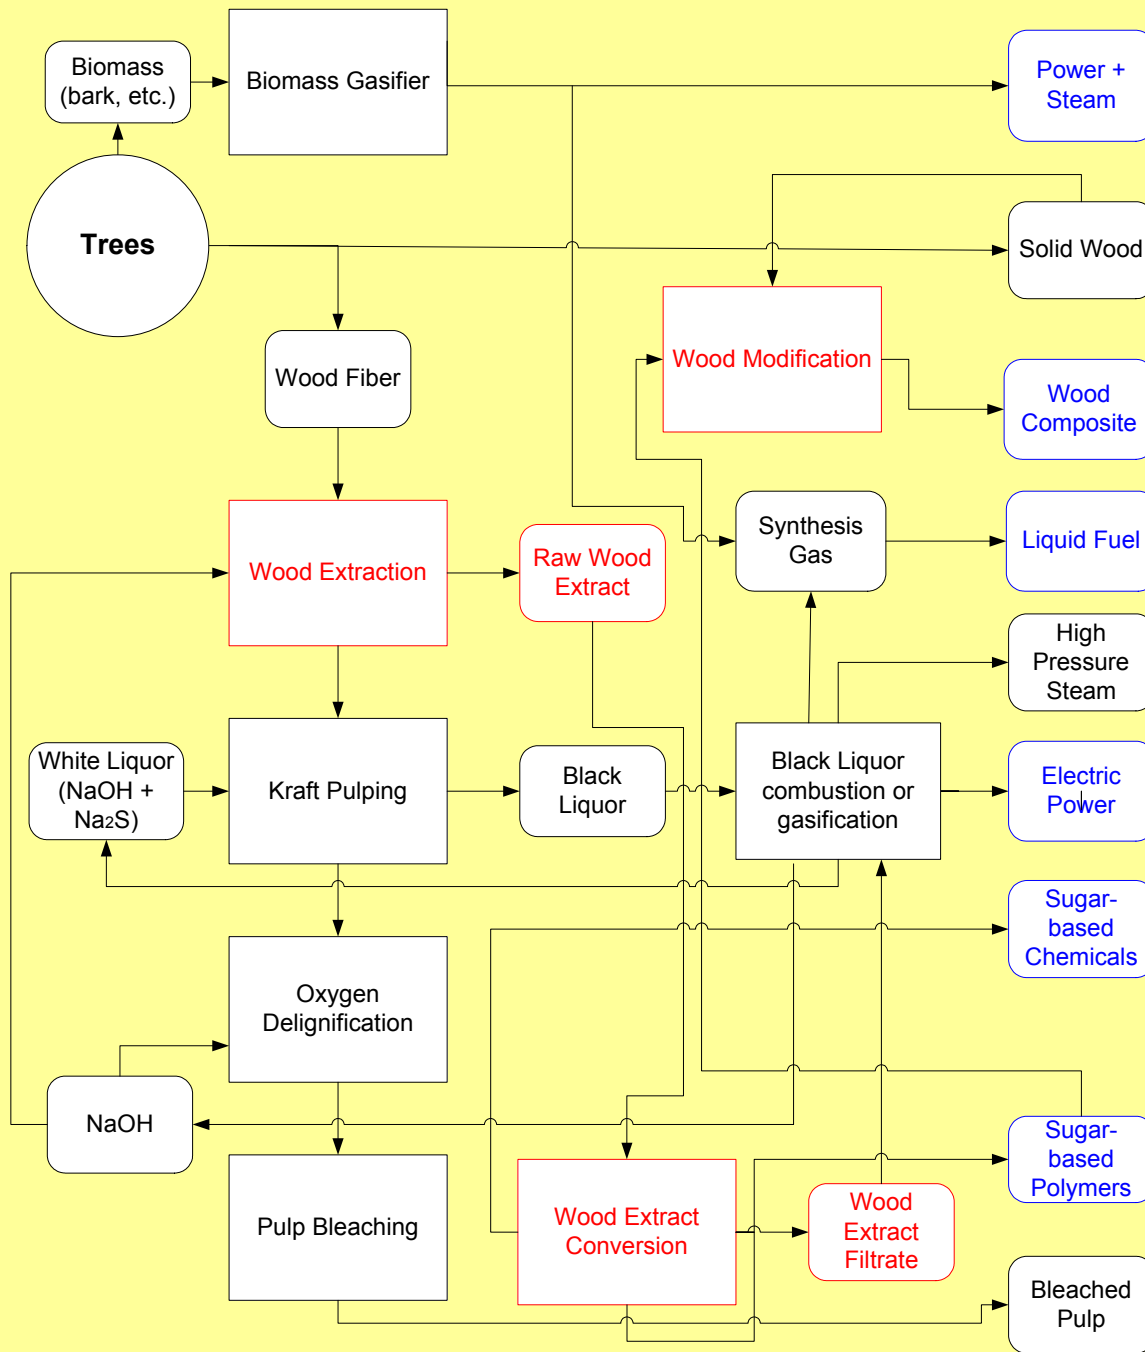 Biomass
(bark, etc.)
Biomass Gasifier
Power +
Steam
Trees
Solid Wood
Wood Fiber
Wood Modification
Wood
Composite
Wood Extraction
Raw Wood
Extract
Synthesis
Gas
Liquid Fuel
High
Pressure
Steam
White Liquor
(NaOH +
Na₂S)
Kraft Pulping
Black
Liquor
Black Liquor
combustion or
gasification
Electric
Power
Sugar-
based
Chemicals
Oxygen
Delignification
NaOH
Sugar-
based
Polymers
Pulp Bleaching
Wood Extract
Conversion
Wood
Extract
Filtrate
Bleached
Pulp